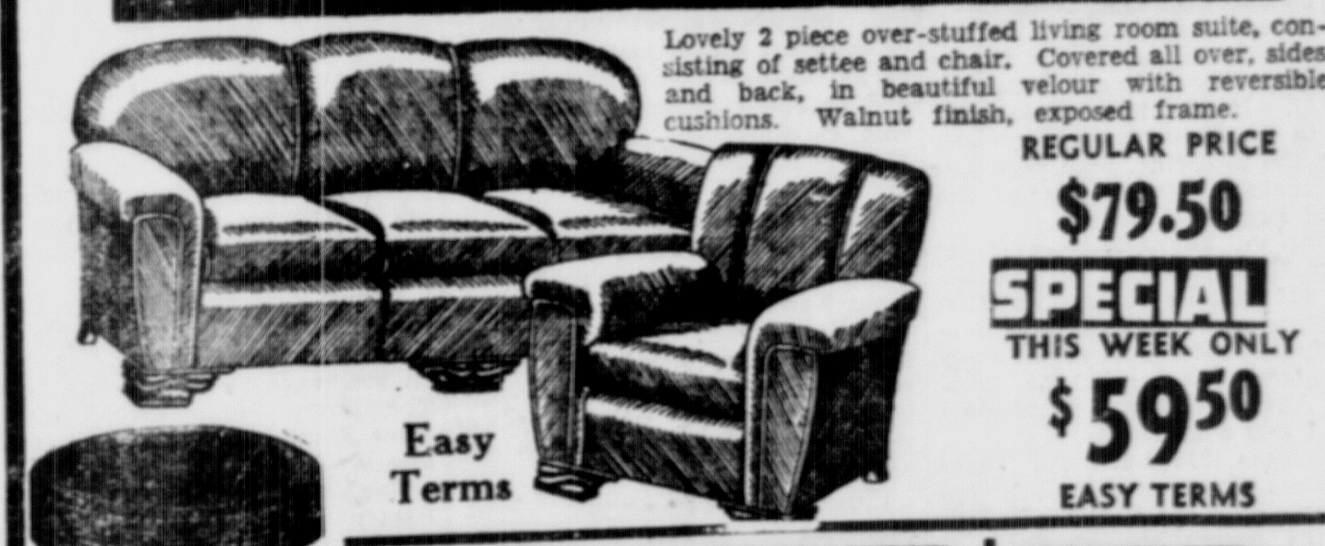 Lovely 2 piece over-stuffed living room suite, con-
sisting of settee and chair. Covered all over, sides
and back, in beautiful velour with reversible
cushions. Walnut finish, exposed frame.
REGULAR PRICE
$79.50
SPECIAL
THIS WEEK ONLY
$59.50
EASY TERMS
Easy
Terms